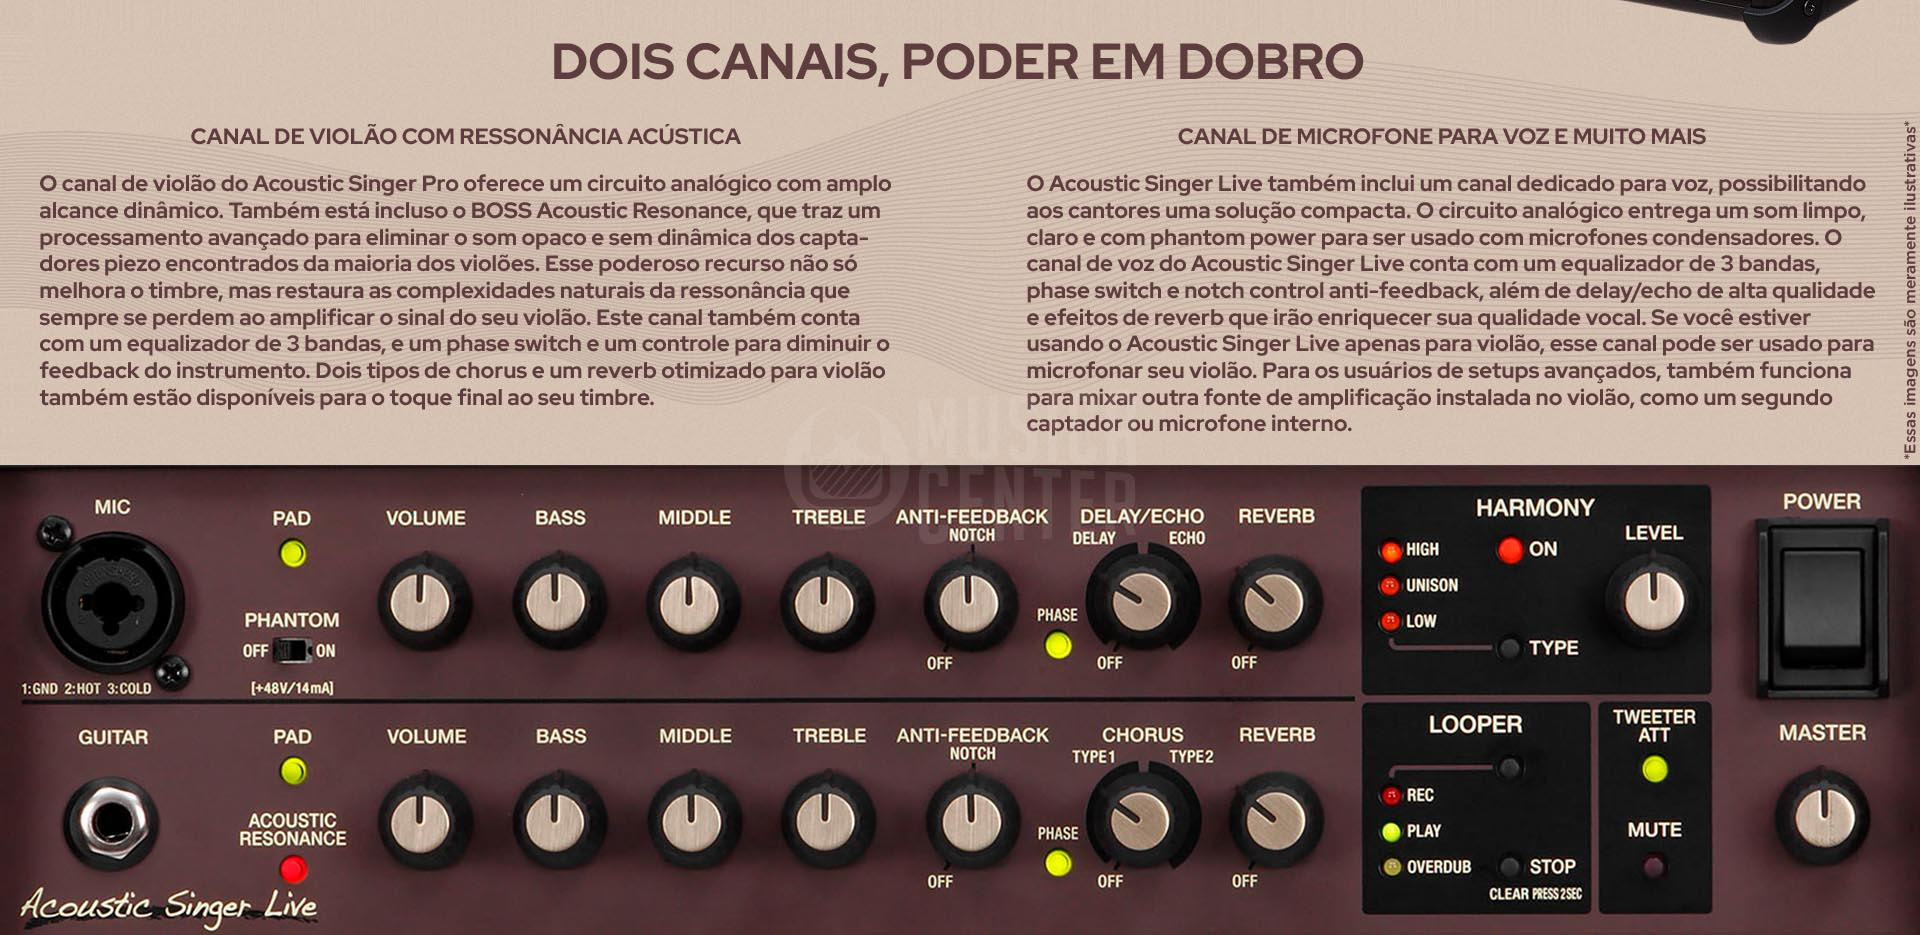 DOIS CANAIS, PODER EM DOBRO
CANAL DE VIOLÃO COM RESSONÂNCIA ACÚSTICA
O canal de violão do Acoustic Singer Pro oferece um circuito analógico com amplo
alcance dinâmico. Também está incluso o BOSS Acoustic Resonance, que traz um
processamento avançado para eliminar o som opaco e sem dinâmica dos capta-
dores piezo encontrados da maioria dos violões. Esse poderoso recurso não só
melhora o timbre, mas restaura as complexidades naturais da ressonância que
sempre se perdem ao amplificar o sinal do seu violão. Este canal também conta
com um equalizador de 3 bandas, e um phase switch e um controle para diminuir o
feedback do instrumento. Dois tipos de chorus e um reverb otimizado para violão
também estão disponíveis para o toque final ao seu timbre.
CANAL DE MICROFONE PARA VOZ E MUITO MAIS
O Acoustic Singer Live também inclui um canal dedicado para voz, possibilitando
aos cantores uma solução compacta. O circuito analógico entrega um som limpo,
claro e com phantom power para ser usado com microfones condensadores. O
canal de voz do Acoustic Singer Live conta com um equalizador de 3 bandas,
phase switch e notch control anti-feedback, além de delay/echo de alta qualidade
e efeitos de reverb que irão enriquecer sua qualidade vocal. Se você estiver
usando o Acoustic Singer Live apenas para violão, esse canal pode ser usado para
microfonar seu violão. Para os usuários de setups avançados, também funciona
para mixar outra fonte de amplificação instalada no violão, como um segundo
captador ou microfone interno.
*Essas imagens são meramente ilustrativas*
MUSICAL
CENTER
MIC
PAD
VOLUME
BASS
MIDDLE
TREBLE
ANTI-FEEDBACK
NOTCH
DELAY/ECHO
DELAY
ECHO
REVERB
PHASE
PHANTOM
OFF
ON
OFF
OFF
OFF
1:GND 2:HOT 3:COLD
[+48V/14mA]
HARMONY
HIGH
ON
LEVEL
UNISON
LOW
TYPE
POWER
GUITAR
PAD
VOLUME
BASS
MIDDLE
TREBLE
ANTI-FEEDBACK
NOTCH
CHORUS
TYPE1
TYPE2
REVERB
ACOUSTIC
RESONANCE
PHASE
OFF
OFF
OFF
Acoustic Singer Live
LOOPER
REC
PLAY
OVERDUB
STOP
CLEAR PRESS 2 SEC
TWEETER
ATT
MUTE
MASTER